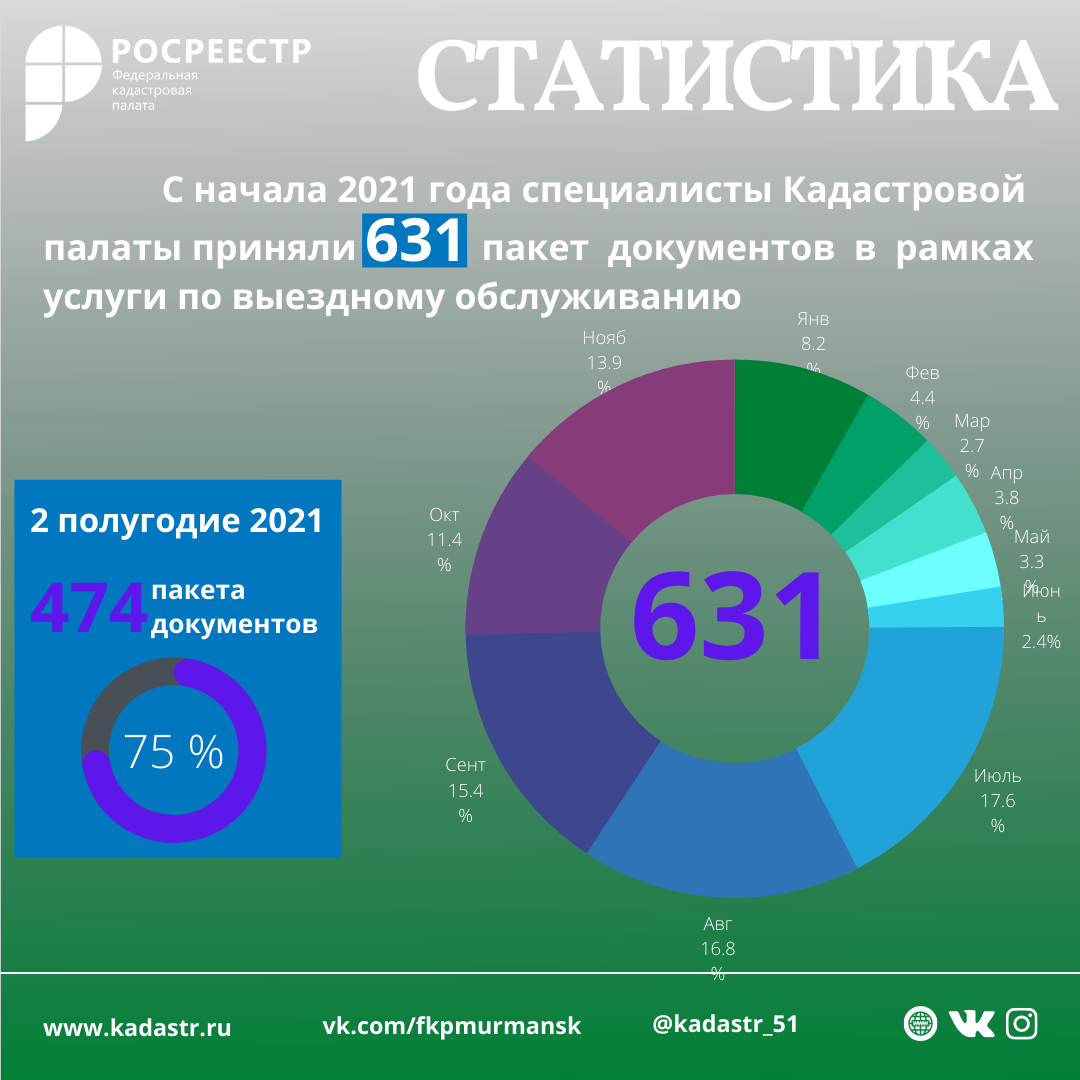 РОСРЕЕСТР
Федеральная
кадастровая
палата
СТАТИСТИКА
С начала 2021 года специалисты Кадастровой
палаты приняли 631 пакет документов в рамках
услуги по выездному обслуживанию
Янв
8.2
%
Фев
4.4
%
Мар
2.7
%
Апр
3.8
%
Май
3.3
%
Июн
ь
2.4%
Июль
17.6
%
Авг
16.8
%
Сент
15.4
%
Окт
11.4
%
Нояб
13.9
%
631
2 полугодие 2021
474 пакета
документов
75 %
www.kadastr.ru
vk.com/fkpmurmansk
@kadastr_51